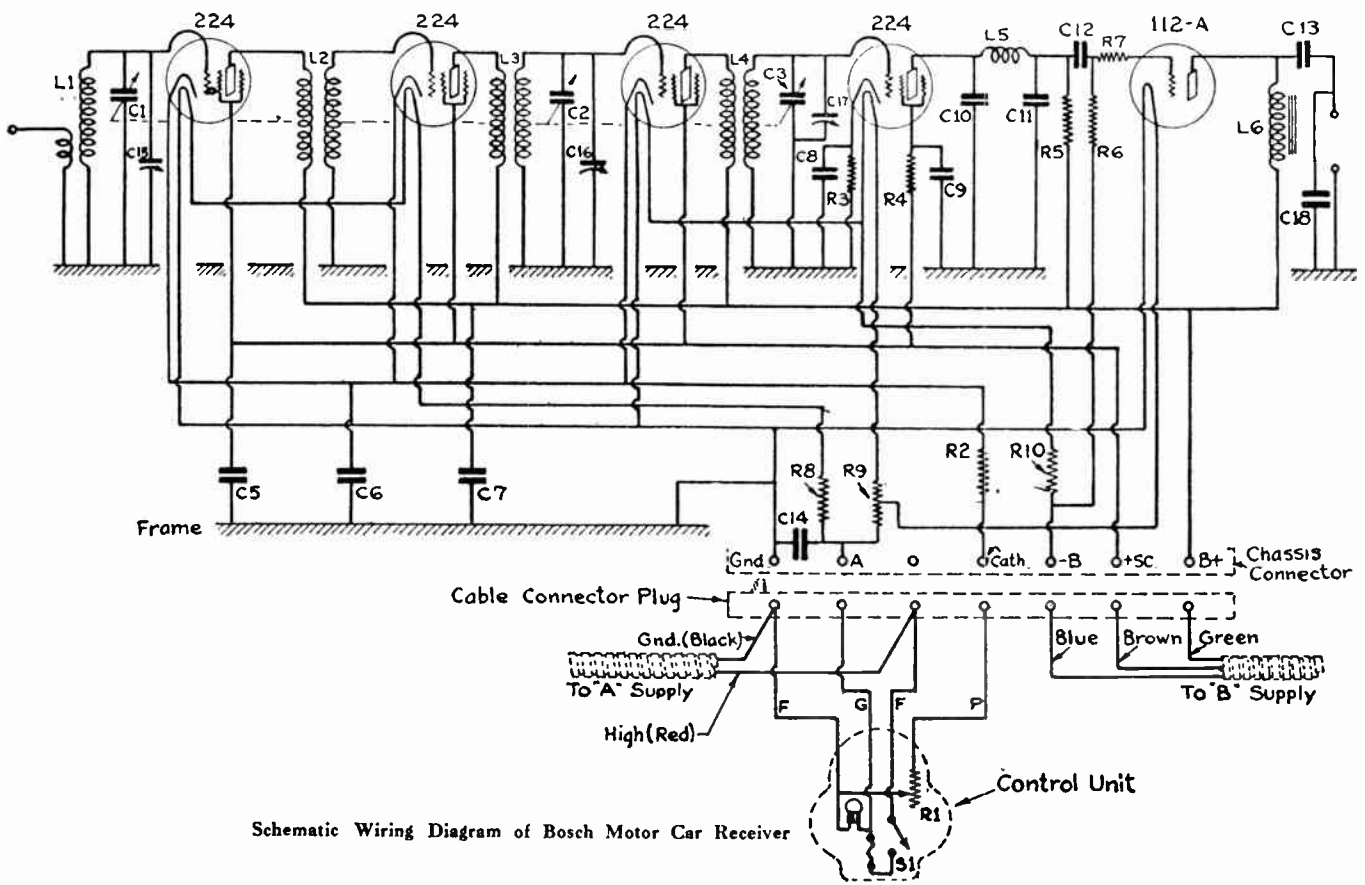 224
224
224
224
112-A
L1
C1
C15
L2
L3
C2
C16
L4
C3
C17
C8
R3
R4
C9
C10
L5
C11
C12
R7
R5
R6
L6
C13
C18
C5
C6
C7
R8
R9
R2
R10
C14
Frame
Gnd.
A
Cath.
-B
+SC.
B+
Chassis
Connector
Cable Connector Plug
Gnd.(Black)
Blue
Brown
Green
To "A" Supply
To "B" Supply
High (Red)
F
G
F
P
Control Unit
R1
S1
Schematic Wiring Diagram of Bosch Motor Car Receiver